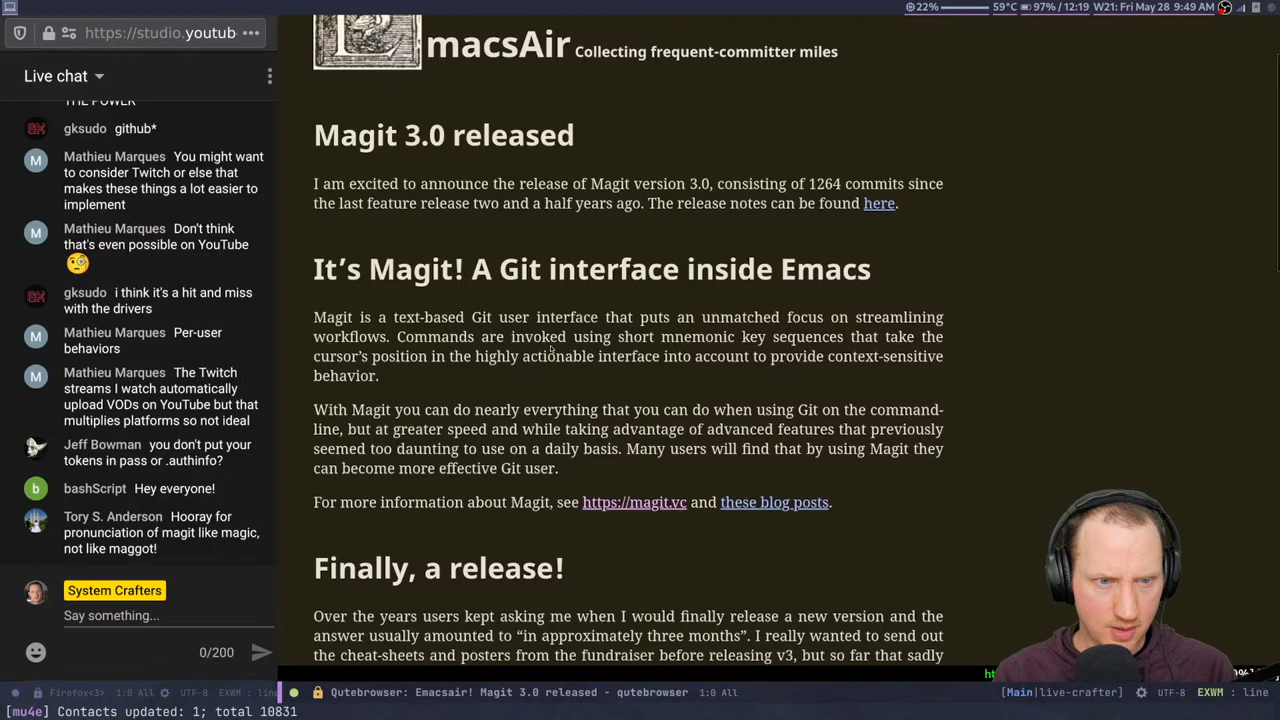 22% 59°C 97% / 12:19 W21: Fri May 28 9:49 AM
https://studio.youtub
Live chat
THE POWER
gksudo github*
Mathieu Marques You might want
to consider Twitch or else that
makes these things a lot easier to
implement
Mathieu Marques Don't think
that's even possible on YouTube
gksudo i think it's a hit and miss
with the drivers
Mathieu Marques Per-user
behaviors
Mathieu Marques The Twitch
streams I watch automatically
upload VODs on YouTube but that
multiplies platforms so not ideal
Jeff Bowman you don't put your
tokens in pass or .authinfo?
bashScript Hey everyone!
Tory S. Anderson Hooray for
pronunciation of magit like magic,
not like maggot!
System Crafters
Say something...
0/200
EmacsAir Collecting frequent-committer miles
Magit 3.0 released
I am excited to announce the release of Magit version 3.0, consisting of 1264 commits since
the last feature release two and a half years ago. The release notes can be found here.
It's Magit! A Git interface inside Emacs
Magit is a text-based Git user interface that puts an unmatched focus on streamlining
workflows. Commands are invoked using short mnemonic key sequences that take the
cursor's position in the highly actionable interface into account to provide context-sensitive
behavior.
With Magit you can do nearly everything that you can do when using Git on the command-
line, but at greater speed and while taking advantage of advanced features that previously
seemed too daunting to use on a daily basis. Many users will find that by using Magit they
can become more effective Git user.
For more information about Magit, see https://magit.vc and these blog posts.
Finally, a release!
Over the years users kept asking me when I would finally release a new version and the
answer usually amounted to “in approximately three months”. I really wanted to send out
the cheat-sheets and posters from the fundraiser before releasing v3, but so far that sadly
Firefox<3> 1:0 All UTF-8 EXWM : line
Qutebrowser: Emacsair! Magit 3.0 released - qutebrowser 1:0 All [Main|live-crafter] UTF-8 EXWM : line
[mu4e] Contacts updated: 1; total 10831